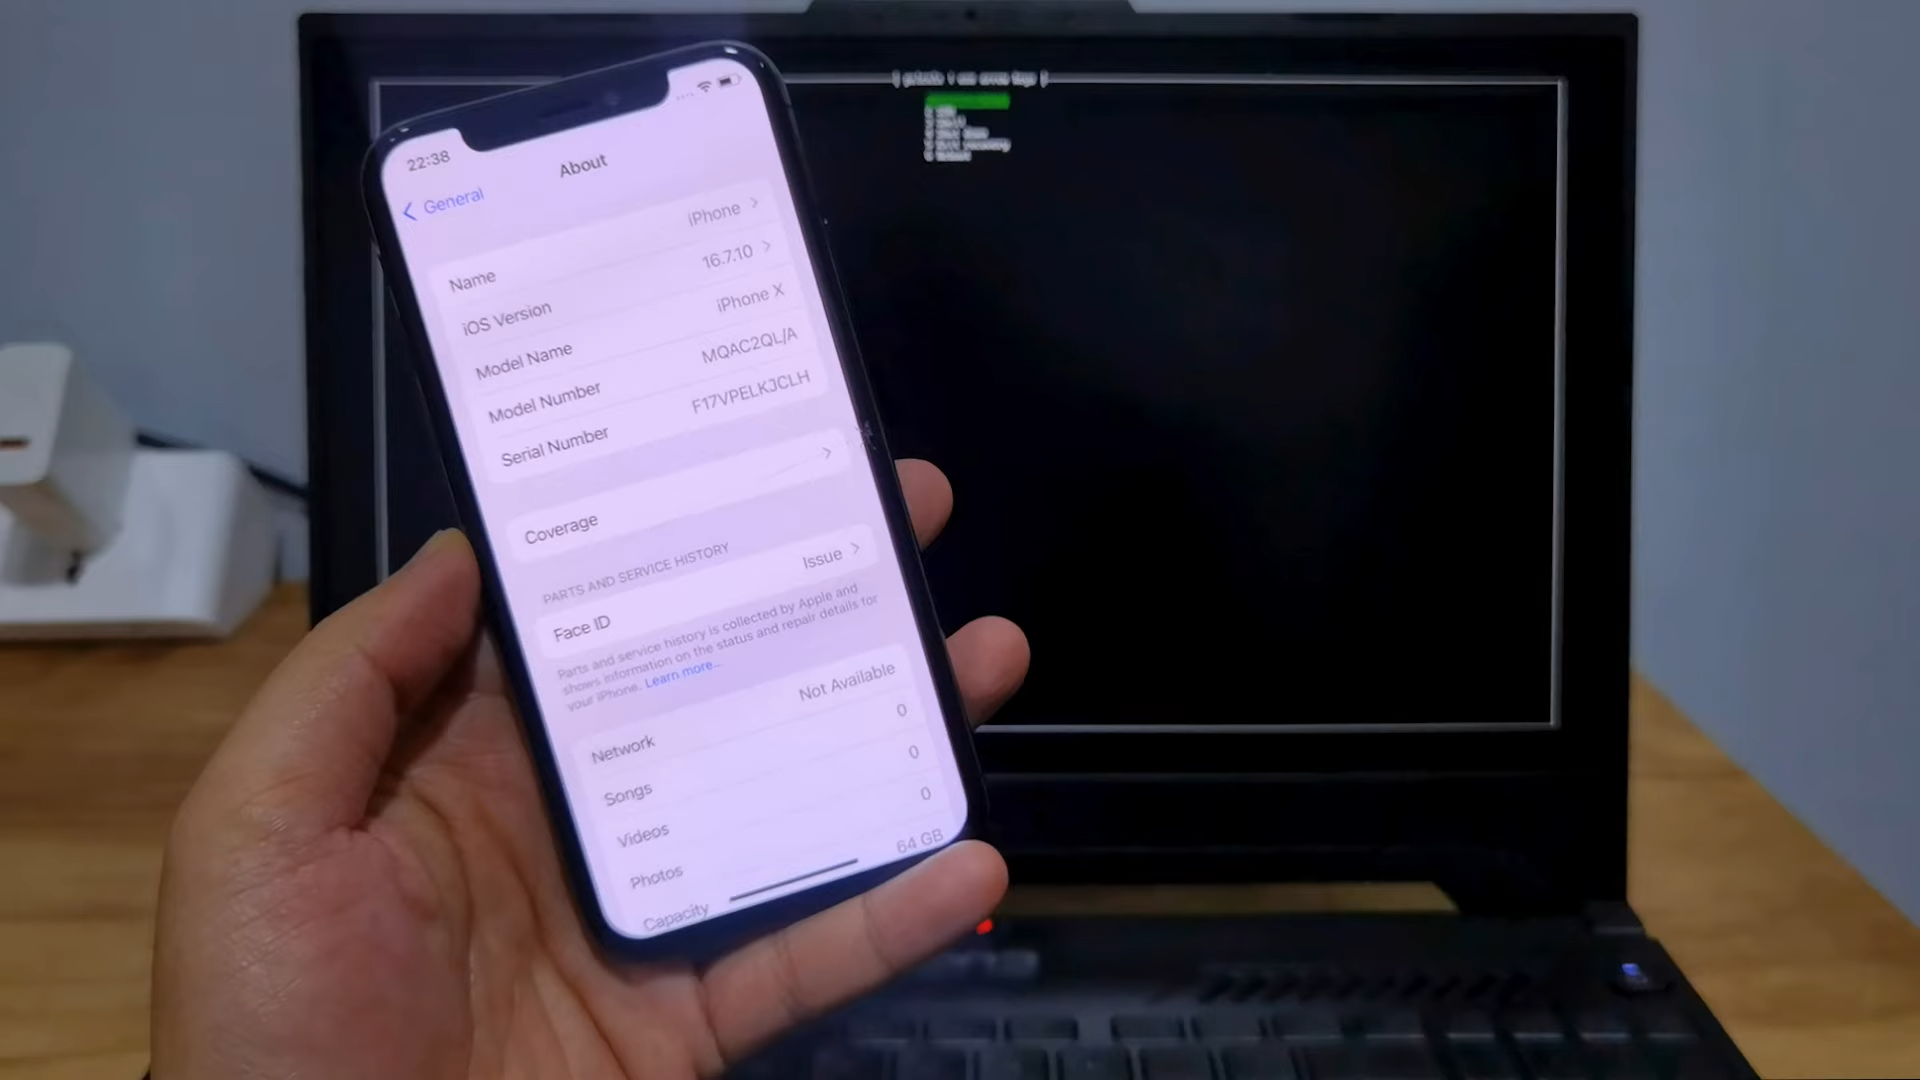 22:38
About
General
Name iPhone
iOS Version 16.7.10
Model Name iPhone X
Model Number MQAC2QL/A
Serial Number F17VPELKJCLH
Coverage
PARTS AND SERVICE HISTORY
Face ID Issue
Parts and service history is collected by Apple and
shows information on the status and repair details for
your iPhone. Learn more...
Network Not Available
Songs 0
Videos 0
Photos 0
Capacity 64 GB